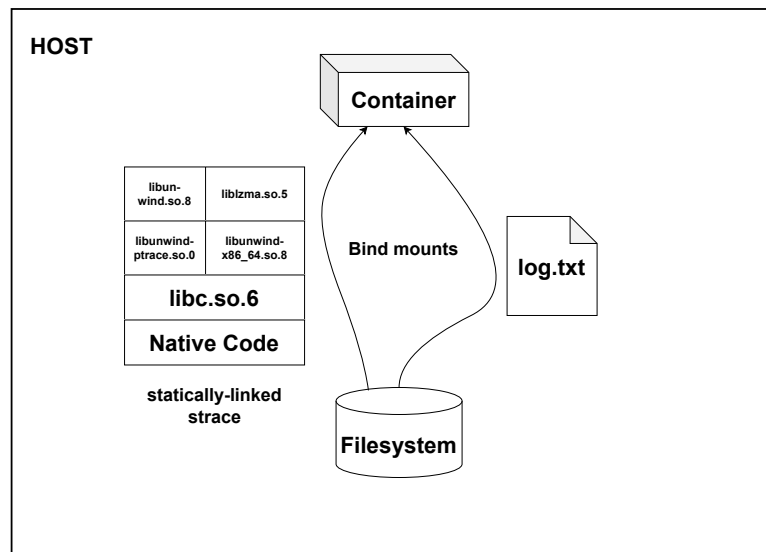 HOST
Container
libun-
wind.so.8
liblzma.so.5
libunwind-
ptrace.so.0
libunwind-
x86_64.so.8
libc.so.6
Native Code
statically-linked
strace
Bind mounts
log.txt
Filesystem